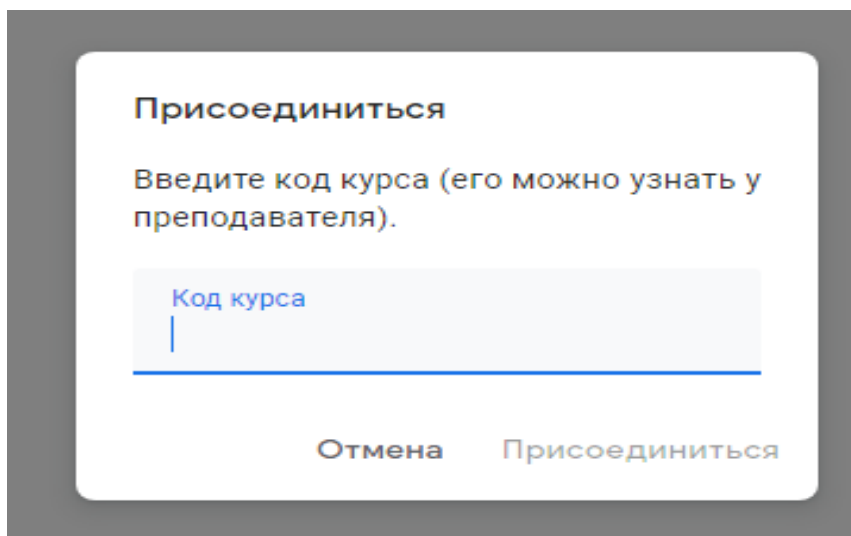 Присоединиться
Введите код курса (его можно узнать у
преподавателя).
Код курса
Отмена Присоединиться